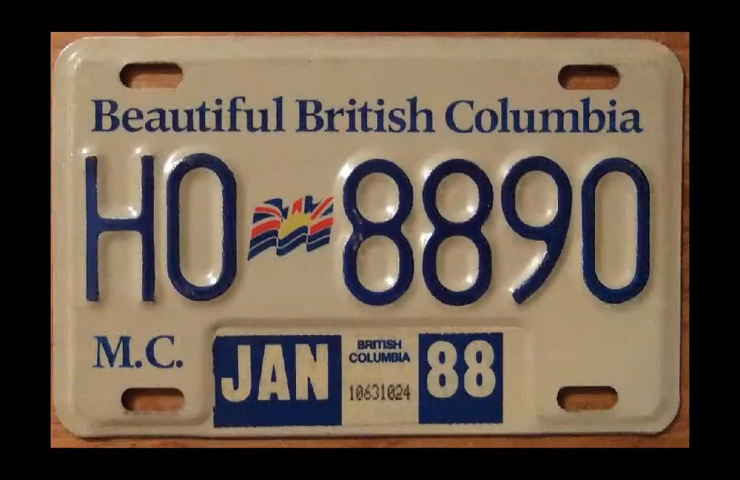 Beautiful British Columbia
HO 8890
M.C.
JAN BRITISH COLUMBIA 88
10631024